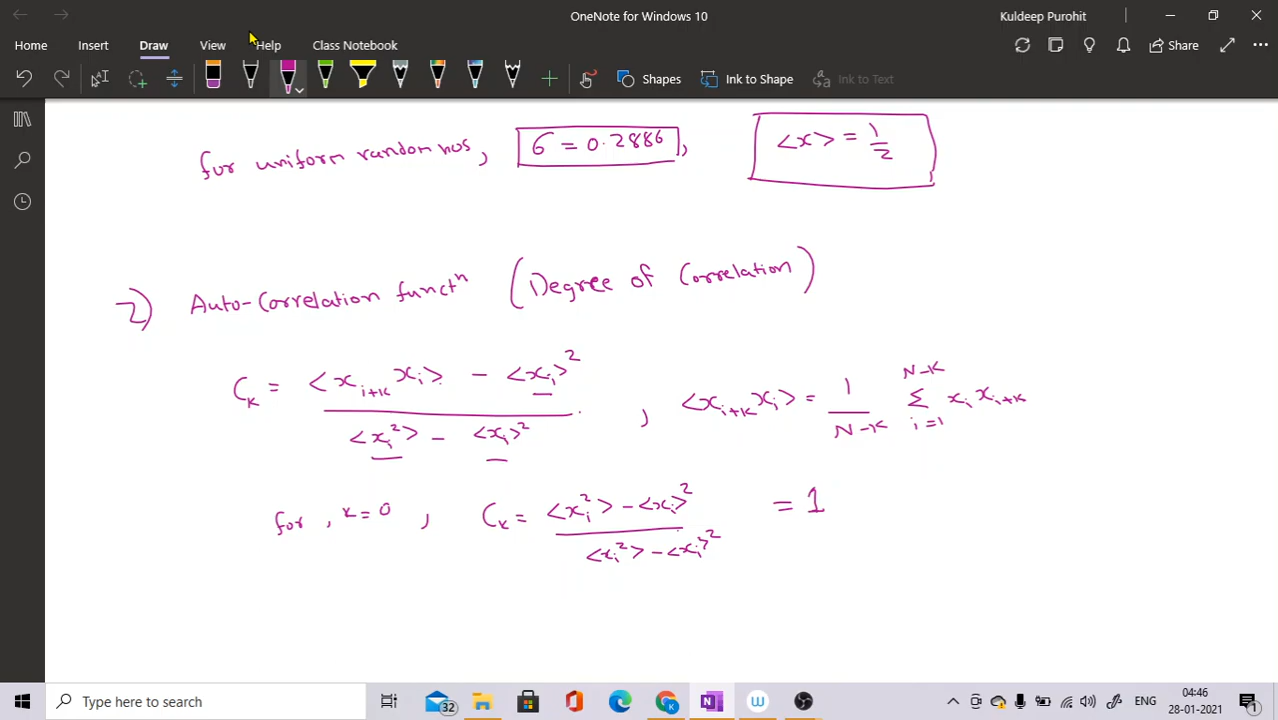 OneNote for Windows 10
Kuldeep Purohit
Home Insert Draw View Help Class Notebook
Share
Shapes Ink to Shape Ink to Text
for uniform random nos, σ = 0.2886, <x> = 1/2
2) Auto-Correlation functⁿ (Degree of Correlation)
C_k = (<x_{i+k} x_i> - <x_i>²) / (<x_i²> - <x_i>²), <x_{i+k} x_i> = 1/(N-k) Σ_{i=1}^{N-k} x_i x_{i+k}
for, k=0, C_k = (<x_i²> - <x_i>²) / (<x_i²> - <x_i>²) = 1
Type here to search
32
ENG
04:46
28-01-2021
1